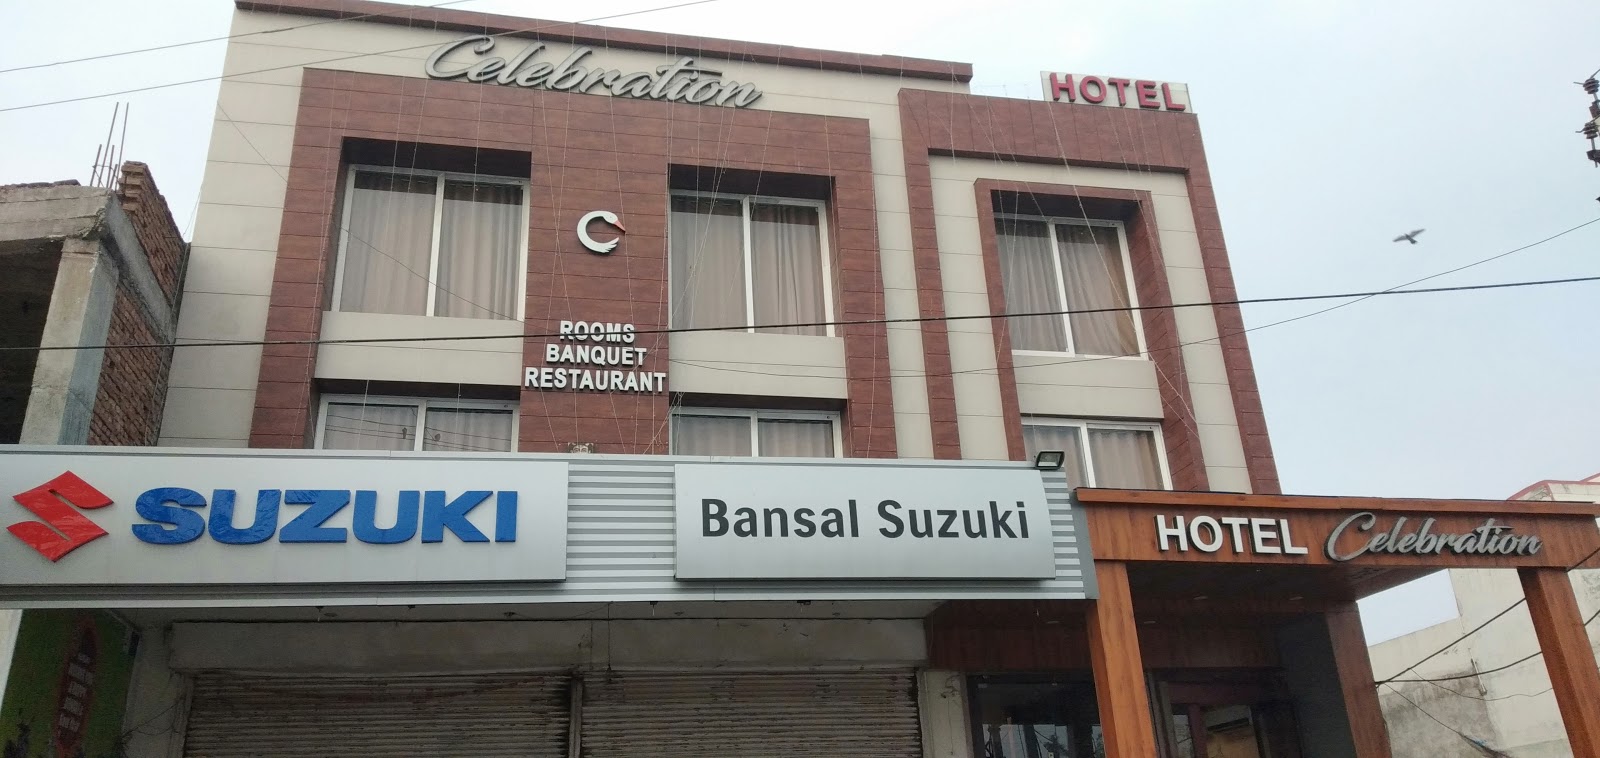 Celebration
HOTEL
ROOMS
BANQUET
RESTAURANT
SUZUKI
Bansal Suzuki
HOTEL Celebration